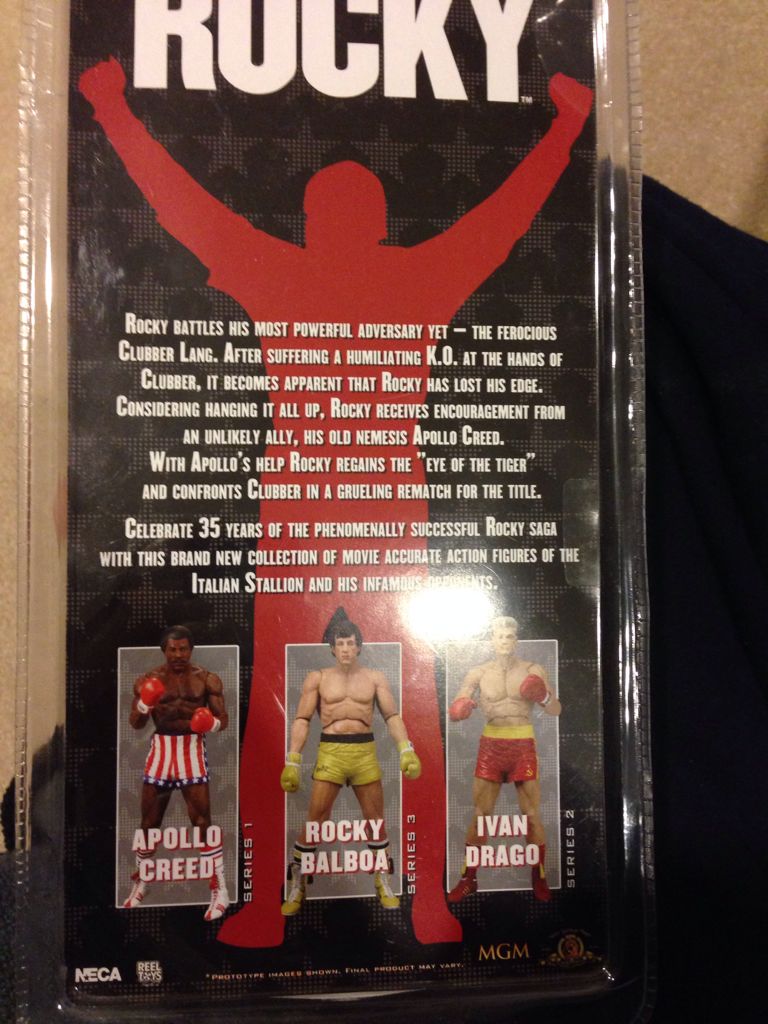 ROCKY™
ROCKY BATTLES HIS MOST POWERFUL ADVERSARY YET – THE FEROCIOUS
CLUBBER LANG. AFTER SUFFERING A HUMILIATING K.O. AT THE HANDS OF
CLUBBER, IT BECOMES APPARENT THAT ROCKY HAS LOST HIS EDGE.
CONSIDERING HANGING IT ALL UP, ROCKY RECEIVES ENCOURAGEMENT FROM
AN UNLIKELY ALLY, HIS OLD NEMESIS APOLLO CREED.
WITH APOLLO'S HELP ROCKY REGAINS THE "EYE OF THE TIGER"
AND CONFRONTS CLUBBER IN A GRUELING REMATCH FOR THE TITLE.
CELEBRATE 35 YEARS OF THE PHENOMENALLY SUCCESSFUL ROCKY SAGA
WITH THIS BRAND NEW COLLECTION OF MOVIE ACCURATE ACTION FIGURES OF THE
ITALIAN STALLION AND HIS INFAMOUS OPPONENTS.
APOLLO
CREED
SERIES 1
ROCKY
BALBOA
SERIES 3
IVAN
DRAGO
SERIES 2
NECA
REEL
TOYS
*PROTOTYPE IMAGES SHOWN. FINAL PRODUCT MAY VARY.
MGM